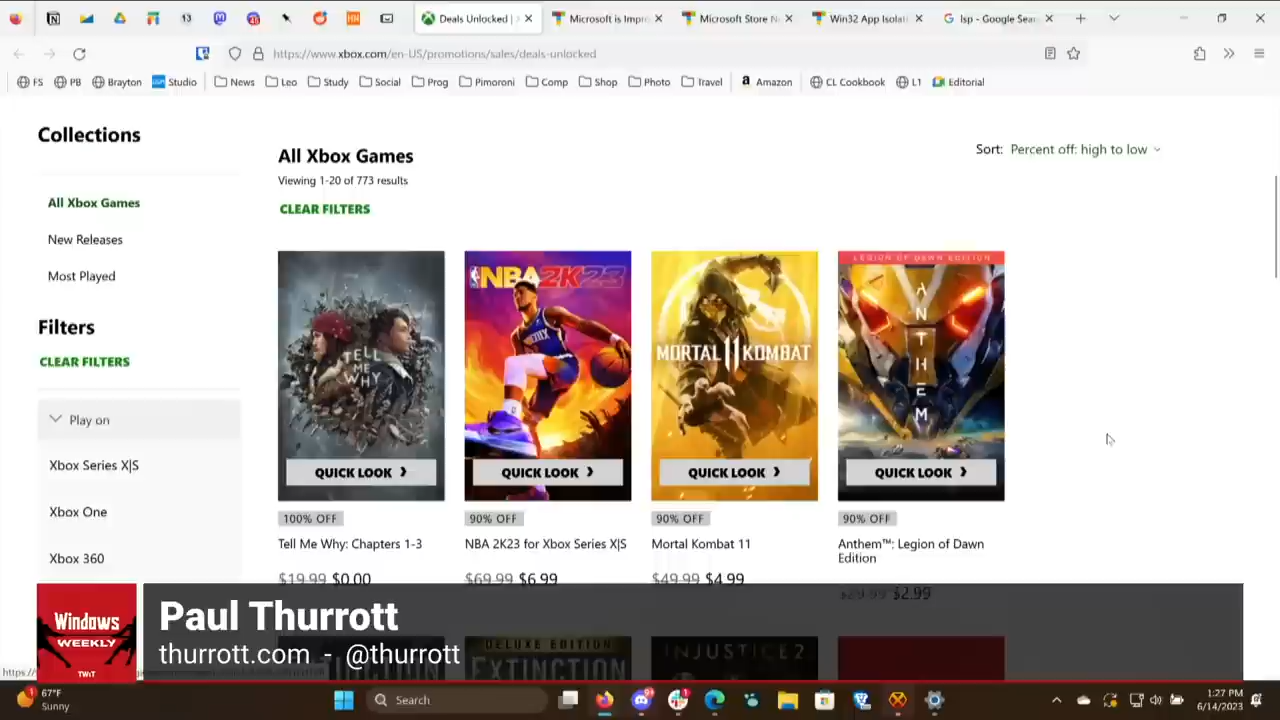 13
Deals Unlocked |
Microsoft is Impr
Microsoft Store N
Win32 App Isolati
lsp - Google Sear
https://www.xbox.com/en-US/promotions/sales/deals-unlocked
FS
PB
Brayton
Studio
News
Leo
Study
Social
Prog
Pimoroni
Comp
Shop
Photo
Travel
a Amazon
CL Cookbook
L1
Editorial
Collections
All Xbox Games
Sort: Percent off: high to low
Viewing 1-20 of 773 results
CLEAR FILTERS
All Xbox Games
New Releases
Most Played
Filters
CLEAR FILTERS
Play on
Xbox Series X|S
Xbox One
Xbox 360
TELL
ME
WHY
QUICK LOOK
100% OFF
Tell Me Why: Chapters 1-3
$19.99 $0.00
NBA 2K23
QUICK LOOK
90% OFF
NBA 2K23 for Xbox Series X|S
$69.99 $6.99
MORTAL 11 KOMBAT
QUICK LOOK
90% OFF
Mortal Kombat 11
$49.99 $4.99
LEGION OF DAWN EDITION
ANTHEM
QUICK LOOK
90% OFF
Anthem™: Legion of Dawn
Edition
$29.99 $2.99
DELUXE EDITION
EXTINCTION
INJUSTICE 2
Windows
WEEKLY
TWiT
Paul Thurrott
thurrott.com - @thurrott
67°F
Sunny
Search
1:27 PM
6/14/2023